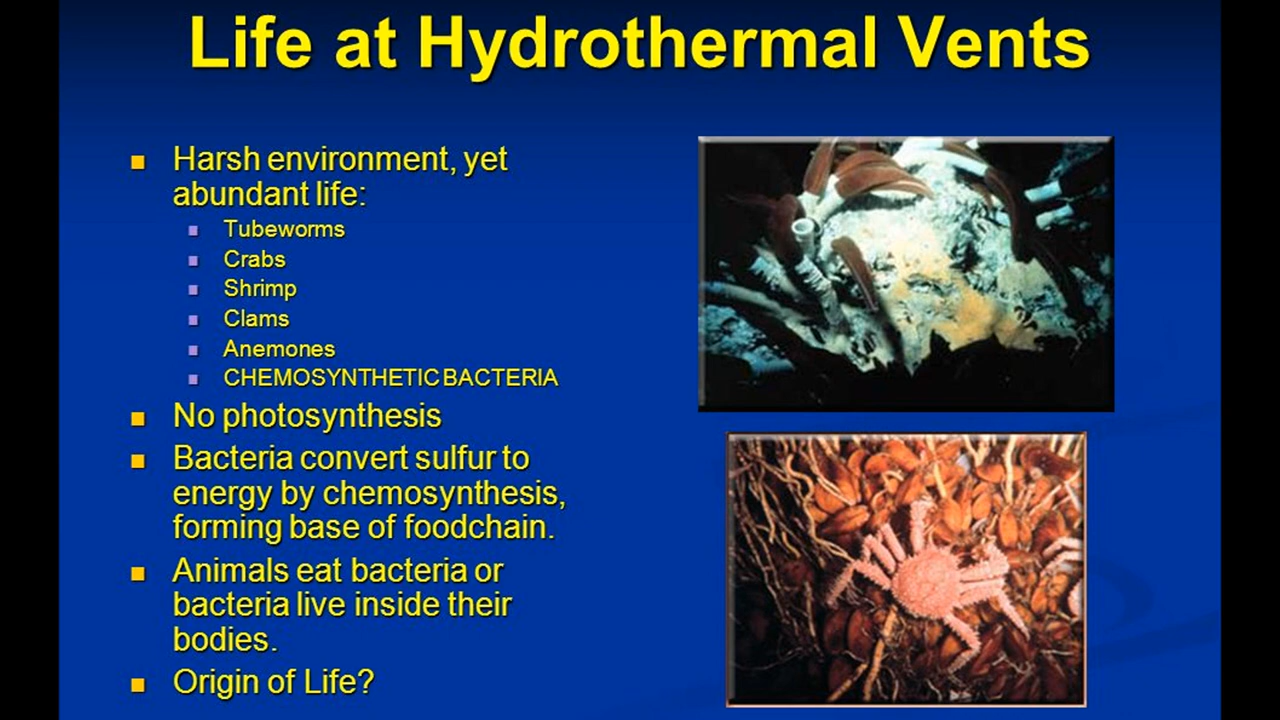 Life at Hydrothermal Vents
Harsh environment, yet
abundant life:
Tubeworms
Crabs
Shrimp
Clams
Anemones
CHEMOSYNTHETIC BACTERIA
No photosynthesis
Bacteria convert sulfur to
energy by chemosynthesis,
forming base of foodchain.
Animals eat bacteria or
bacteria live inside their
bodies.
Origin of Life?